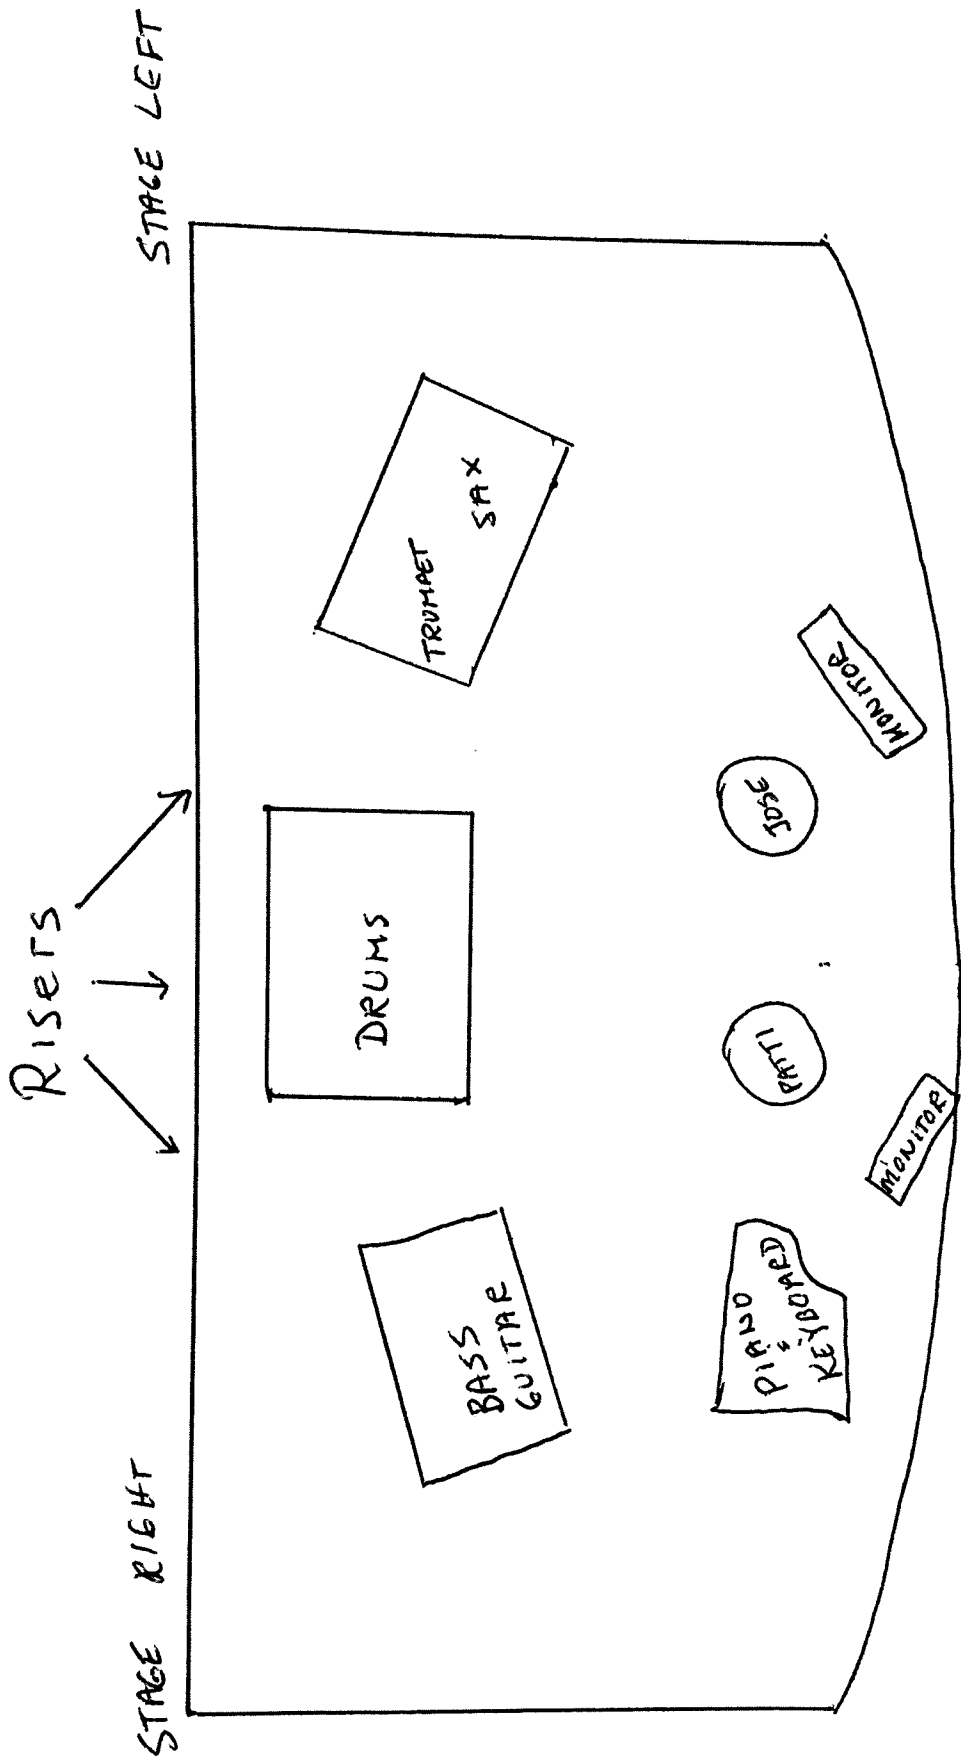 Risers
STAGE RIGHT
STAGE LEFT
DRUMS
BASS
GUITAR
TRUMPET
SAX
PIANO
&
KEYBOARD
PATTI
JOSE
MONITOR
MONITOR